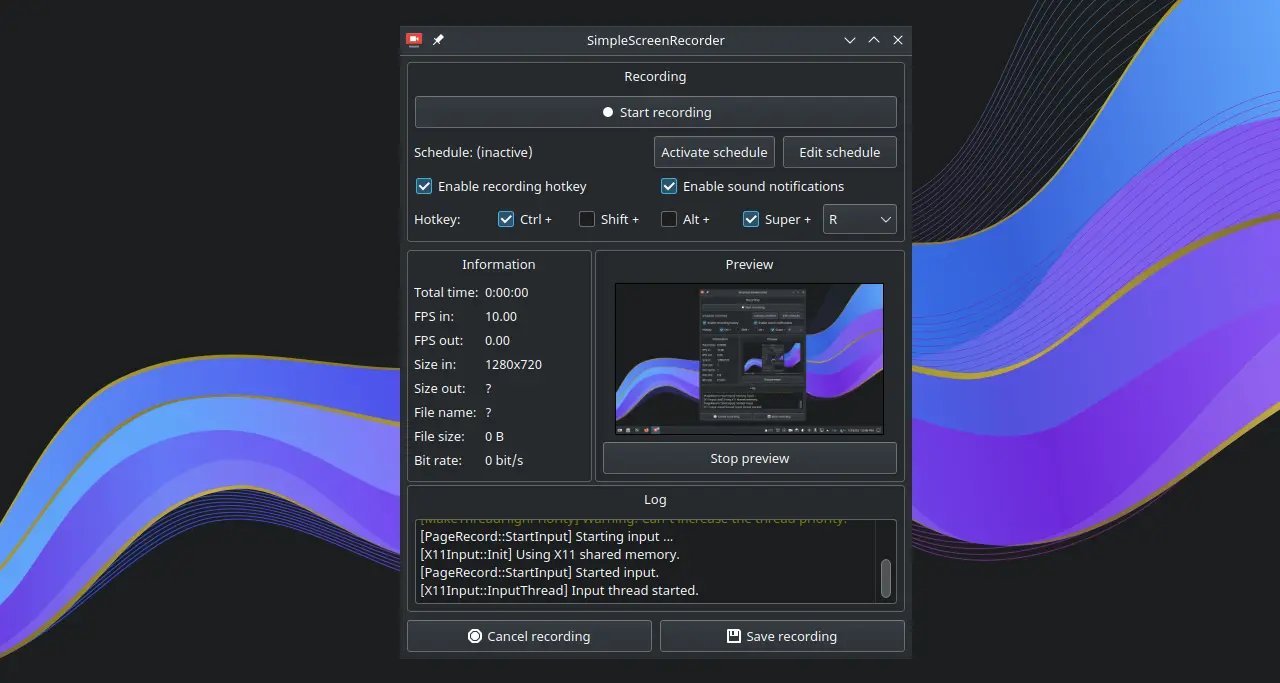 SimpleScreenRecorder
Recording
Start recording
Schedule: (inactive) Activate schedule Edit schedule
Enable recording hotkey Enable sound notifications
Hotkey: Ctrl + Shift + Alt + Super + R
Information
Total time: 0:00:00
FPS in: 10.00
FPS out: 0.00
Size in: 1280x720
Size out: ?
File name: ?
File size: 0 B
Bit rate: 0 bit/s
Preview
Stop preview
Log
[PageRecord::StartInput] Starting input ...
[X11Input::Init] Using X11 shared memory.
[PageRecord::StartInput] Started input.
[X11Input::InputThread] Input thread started.
Cancel recording Save recording